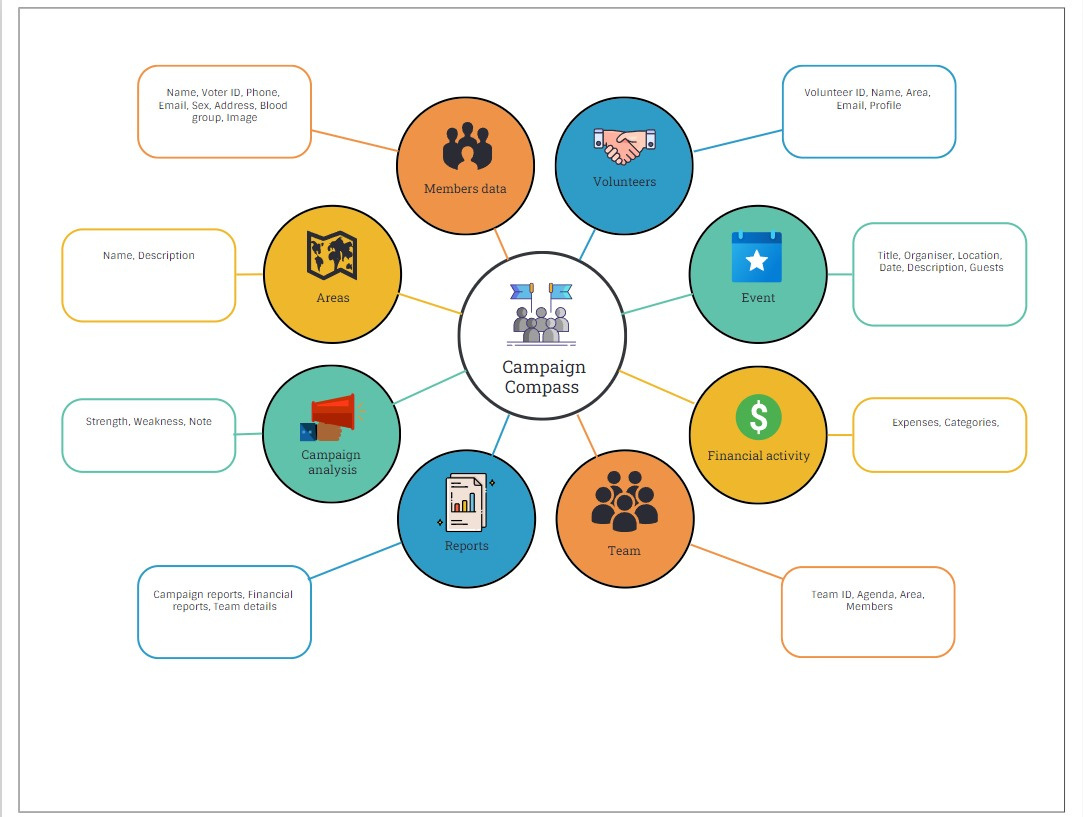 Name, Voter ID, Phone,
Email, Sex, Address, Blood
group, Image
Members data
Volunteers
Volunteer ID, Name, Area,
Email, Profile
Name, Description
Areas
Event
Title, Organiser, Location,
Date, Description, Guests
Campaign
Compass
Strength, Weakness, Note
Campaign
analysis
$
Financial activity
Expenses, Categories,
Reports
Team
Campaign reports, Financial
reports, Team details
Team ID, Agenda, Area,
Members